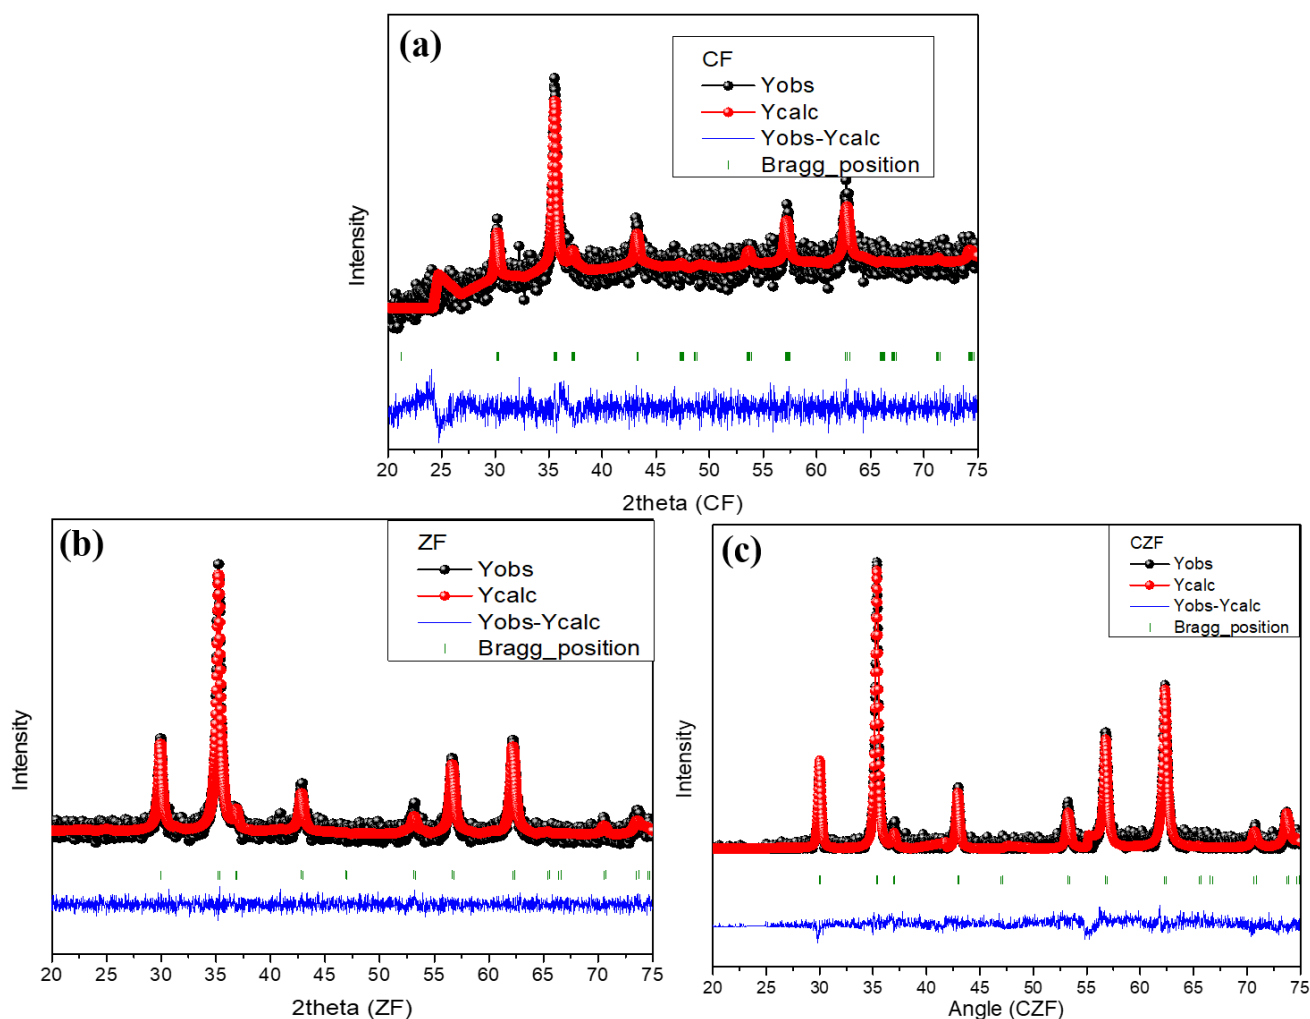 (a)
CF
Yobs
Ycalc
Yobs-Ycalc
Bragg_position
Intensity
20 25 30 35 40 45 50 55 60 65 70 75
2theta (CF)
(b)
ZF
Yobs
Ycalc
Yobs-Ycalc
Bragg_position
Intensity
20 25 30 35 40 45 50 55 60 65 70 75
2theta (ZF)
(c)
CZF
Yobs
Ycalc
Yobs-Ycalc
Bragg_position
Intensity
20 25 30 35 40 45 50 55 60 65 70 75
Angle (CZF)